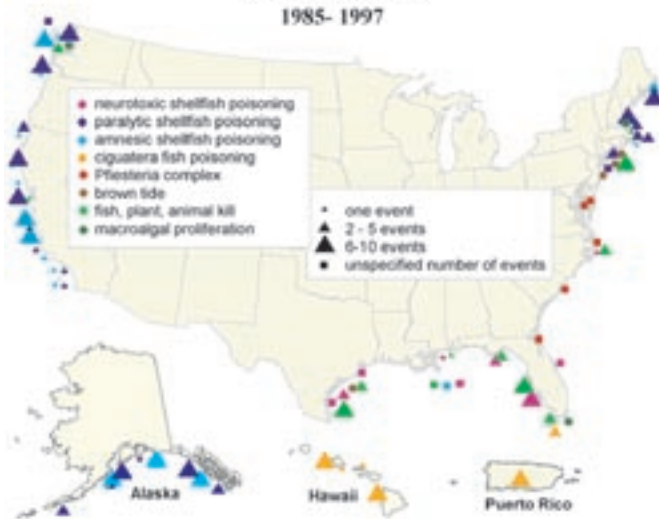 1985- 1997
neurotoxic shellfish poisoning
paralytic shellfish poisoning
amnesic shellfish poisoning
ciguatera fish poisoning
Pfiesteria complex
brown tide
fish, plant, animal kill
macroalgal proliferation
one event
2 - 5 events
6-10 events
unspecified number of events
Alaska
Hawaii
Puerto Rico